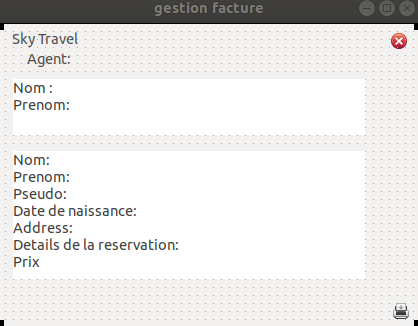 gestion facture
Sky Travel
Agent:
Nom :
Prenom:
Nom:
Prenom:
Pseudo:
Date de naissance:
Address:
Details de la reservation:
Prix